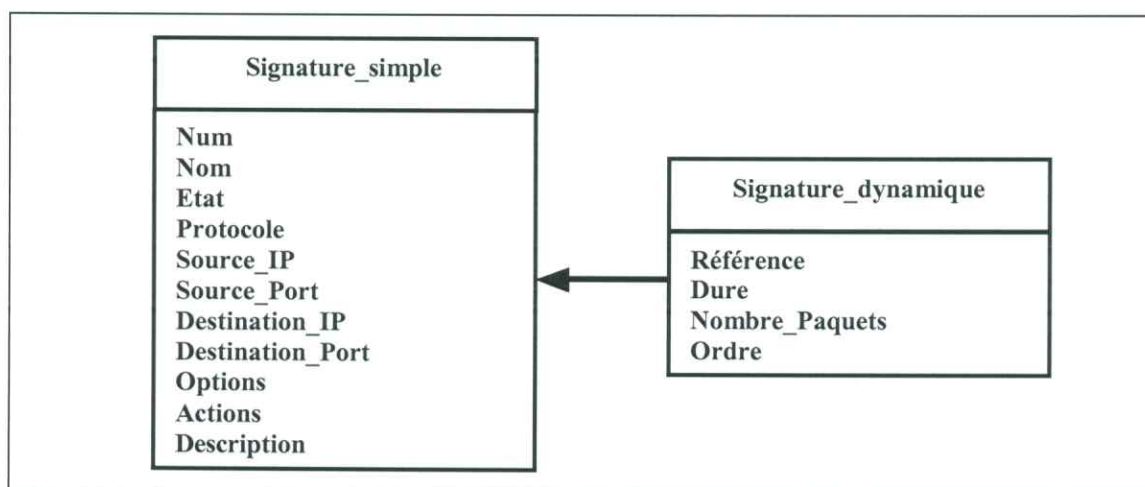 Signature_simple
Num
Nom
Etat
Protocole
Source_IP
Source_Port
Destination_IP
Destination_Port
Options
Actions
Description
Signature_dynamique
Référence
Dure
Nombre_Paquets
Ordre